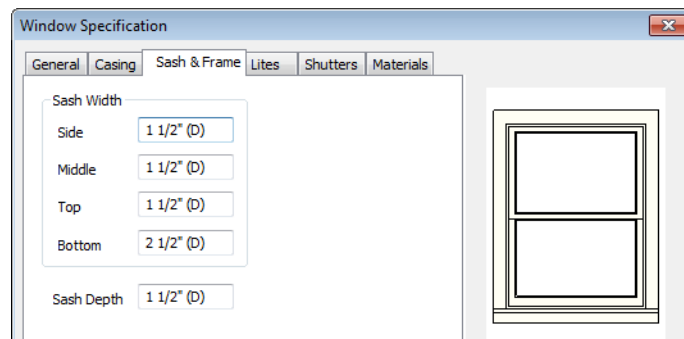 Window Specification
General Casing Sash & Frame Lites Shutters Materials
Sash Width
Side 1 1/2" (D)
Middle 1 1/2" (D)
Top 1 1/2" (D)
Bottom 2 1/2" (D)
Sash Depth 1 1/2" (D)